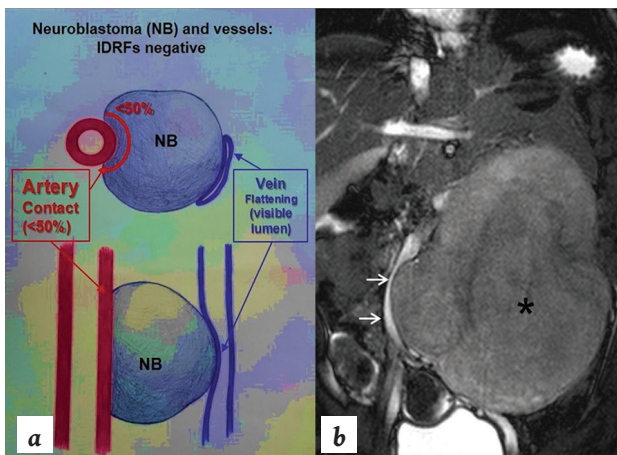 Neuroblastoma (NB) and vessels:
IDRFs negative
<50%
NB
Artery
Contact
(<50%)
Vein
Flattening
(visible
lumen)
NB
a
*
b